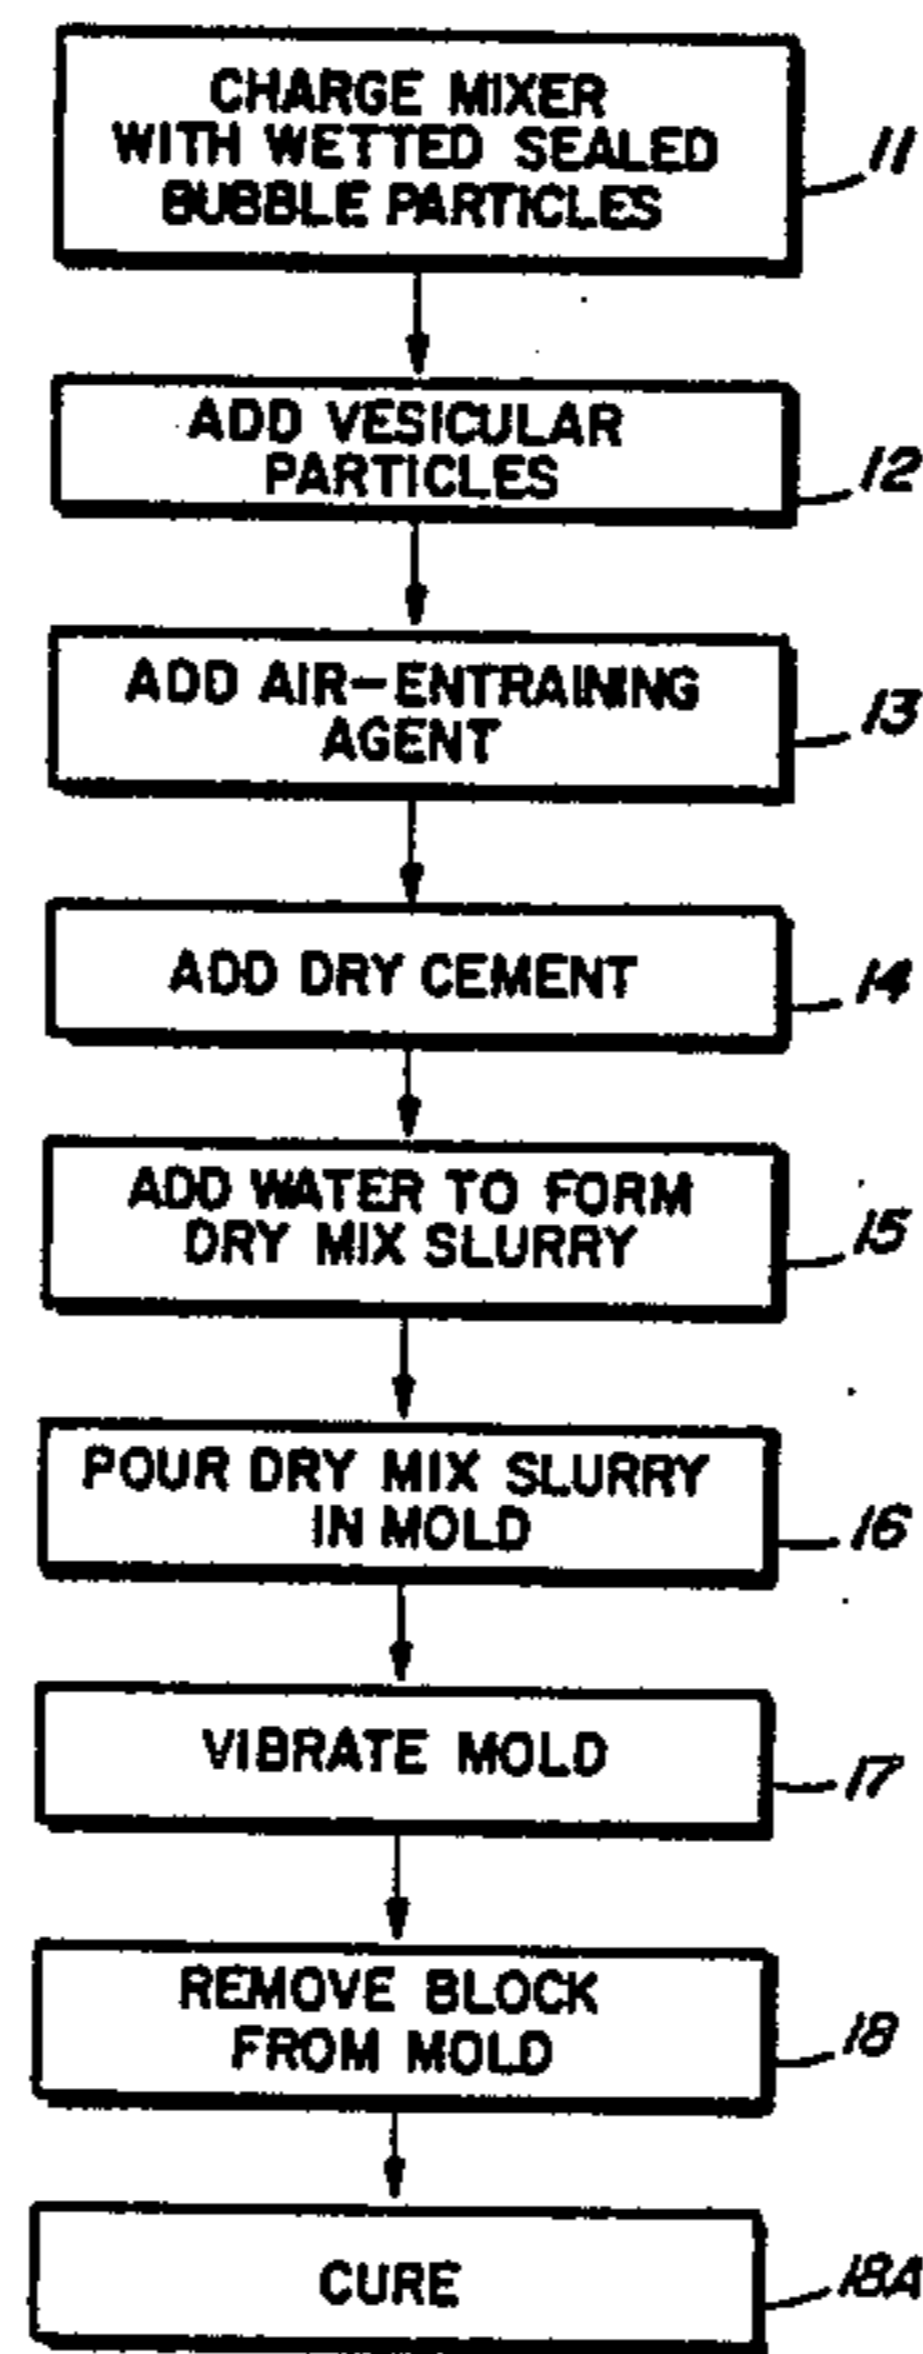 CHARGE MIXER
WITH WETTED SEALED
BUBBLE PARTICLES
11
ADD VESICULAR
PARTICLES
12
ADD AIR-ENTRAINING
AGENT
13
ADD DRY CEMENT
14
ADD WATER TO FORM
DRY MIX SLURRY
15
POUR DRY MIX SLURRY
IN MOLD
16
VIBRATE MOLD
17
REMOVE BLOCK
FROM MOLD
18
CURE
18A